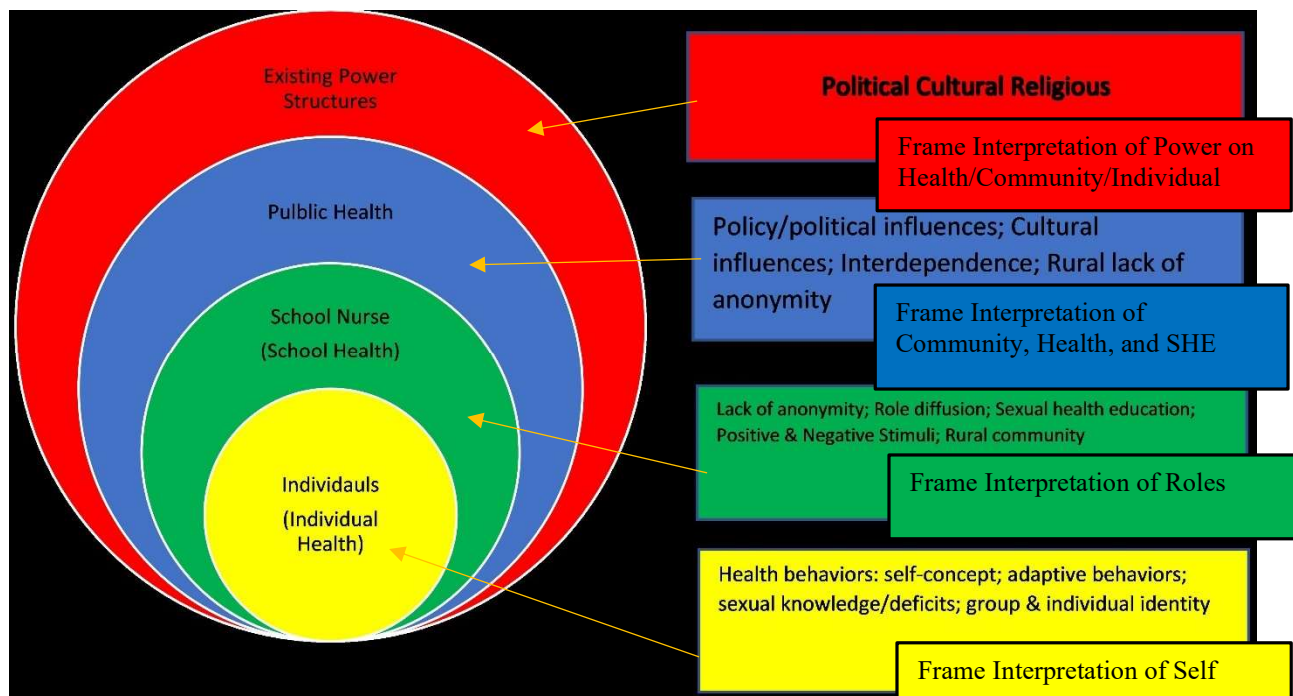 Existing Power
Structures
Pulblic Health
School Nurse
(School Health)
Individauls
(Individual
Health)
Political Cultural Religious
Frame Interpretation of Power on
Health/Community/Individual
Policy/political influences; Cultural
influences; Interdependence; Rural lack of
anonymity
Frame Interpretation of
Community, Health, and SHE
Lack of anonymity; Role diffusion; Sexual health education;
Positive & Negative Stimuli; Rural community
Frame Interpretation of Roles
Health behaviors: self-concept; adaptive behaviors;
sexual knowledge/deficits; group & individual identity
Frame Interpretation of Self